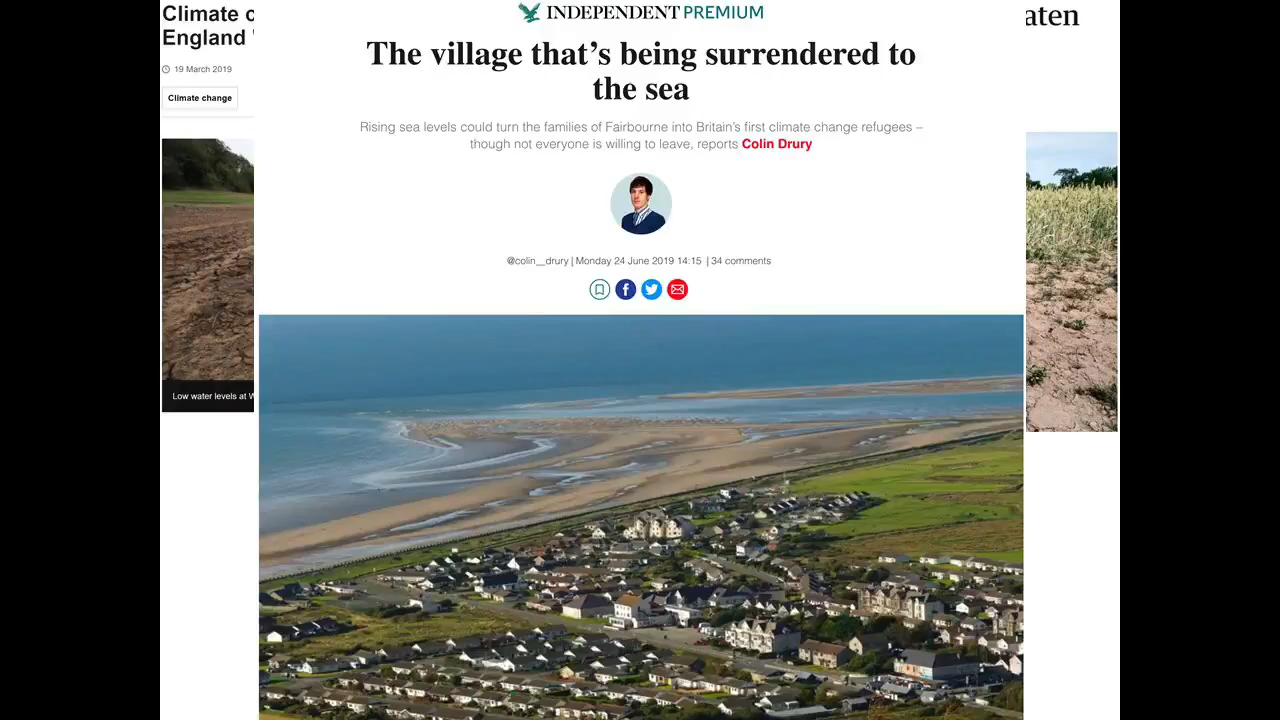 Climate c
England '
19 March 2019
Climate change
Low water levels at W
INDEPENDENT PREMIUM
The village that's being surrendered to
the sea
Rising sea levels could turn the families of Fairbourne into Britain's first climate change refugees –
though not everyone is willing to leave, reports Colin Drury
@colin__drury | Monday 24 June 2019 14:15 | 34 comments
aten